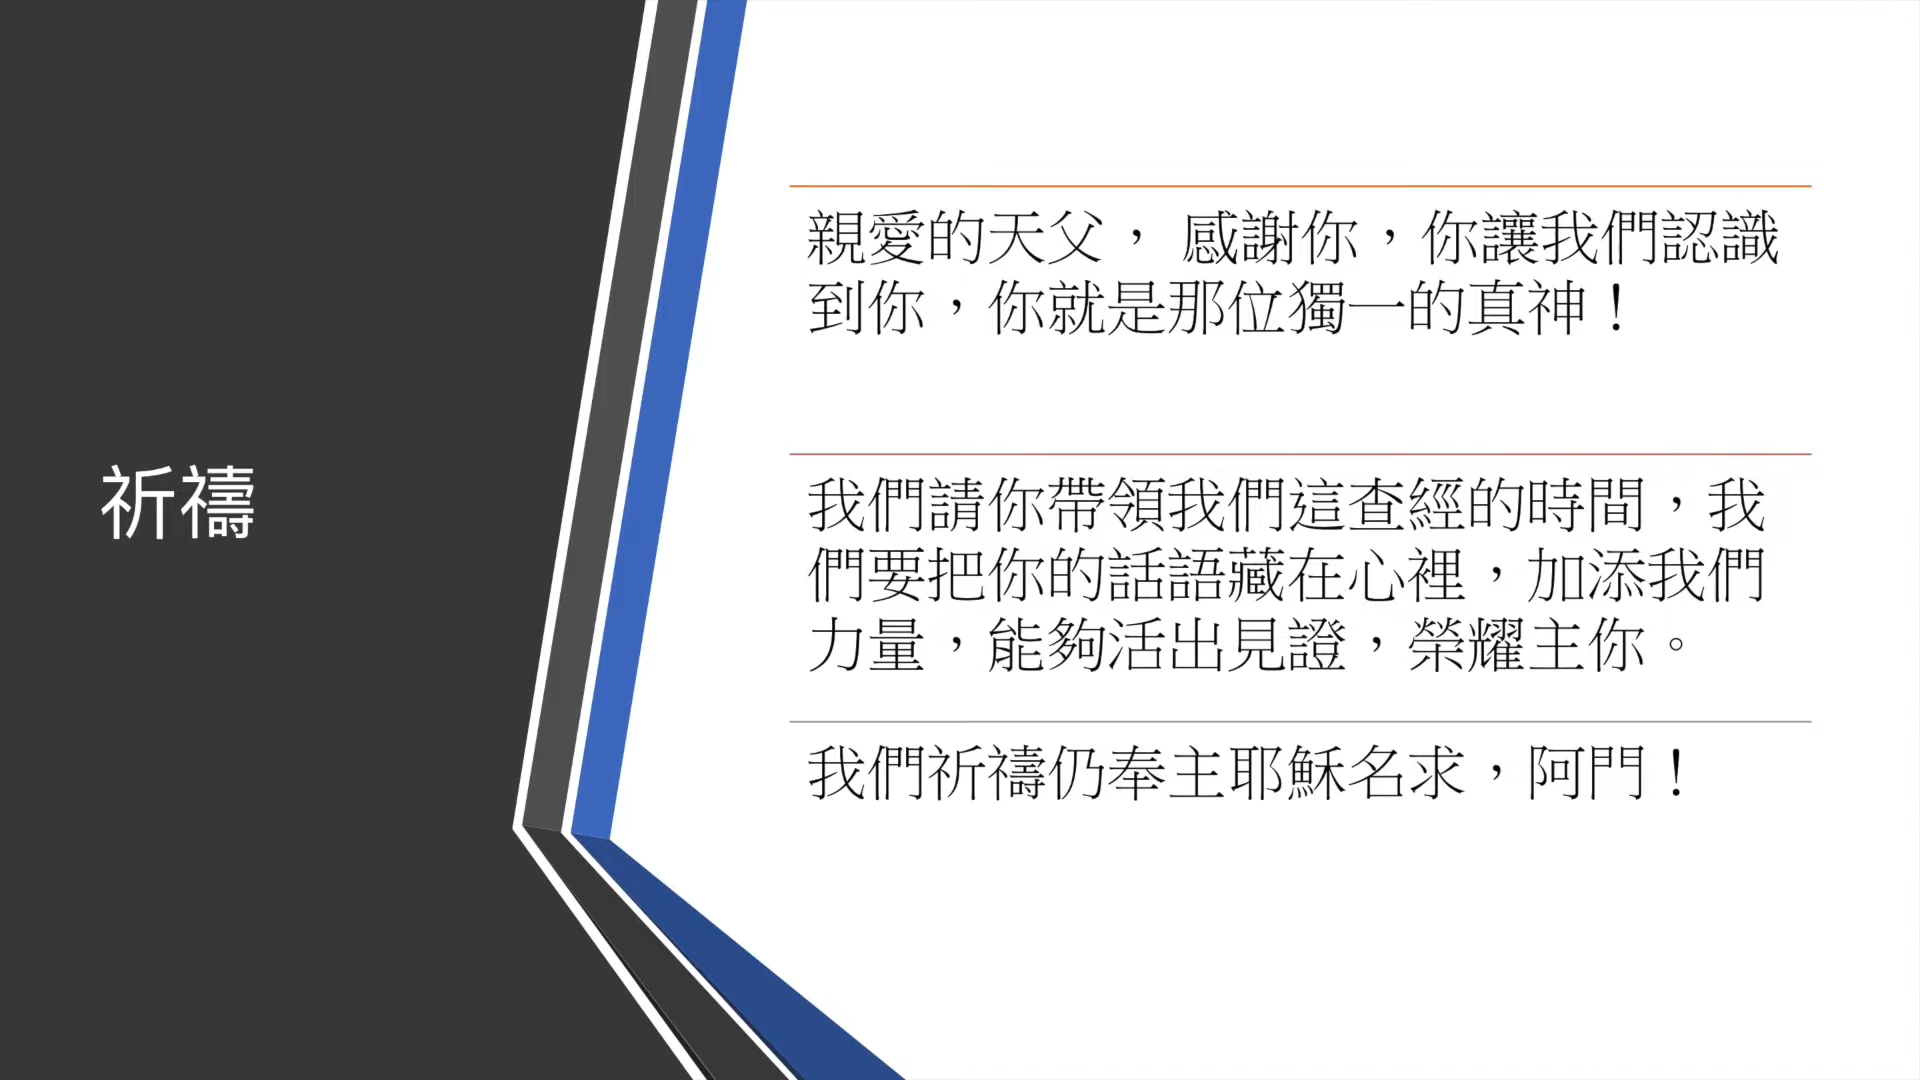 祈禱
親愛的天父， 感謝你，你讓我們認識
到你，你就是那位獨一的真神！
我們請你帶領我們這查經的時間，我
們要把你的話語藏在心裡，加添我們
力量，能夠活出見證，榮耀主你。
我們祈禱仍奉主耶穌名求，阿門！